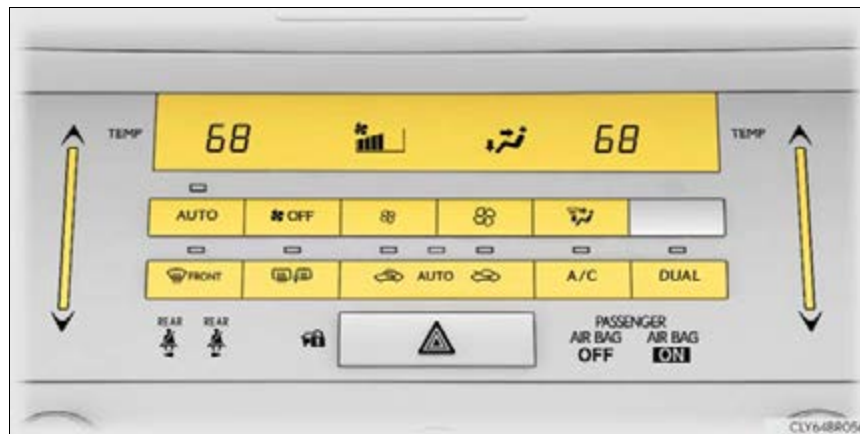 TEMP 68 68 TEMP
AUTO OFF
FRONT AUTO A/C DUAL
REAR REAR
PASSENGER
AIR BAG AIR BAG
OFF ON
CLY64BR056